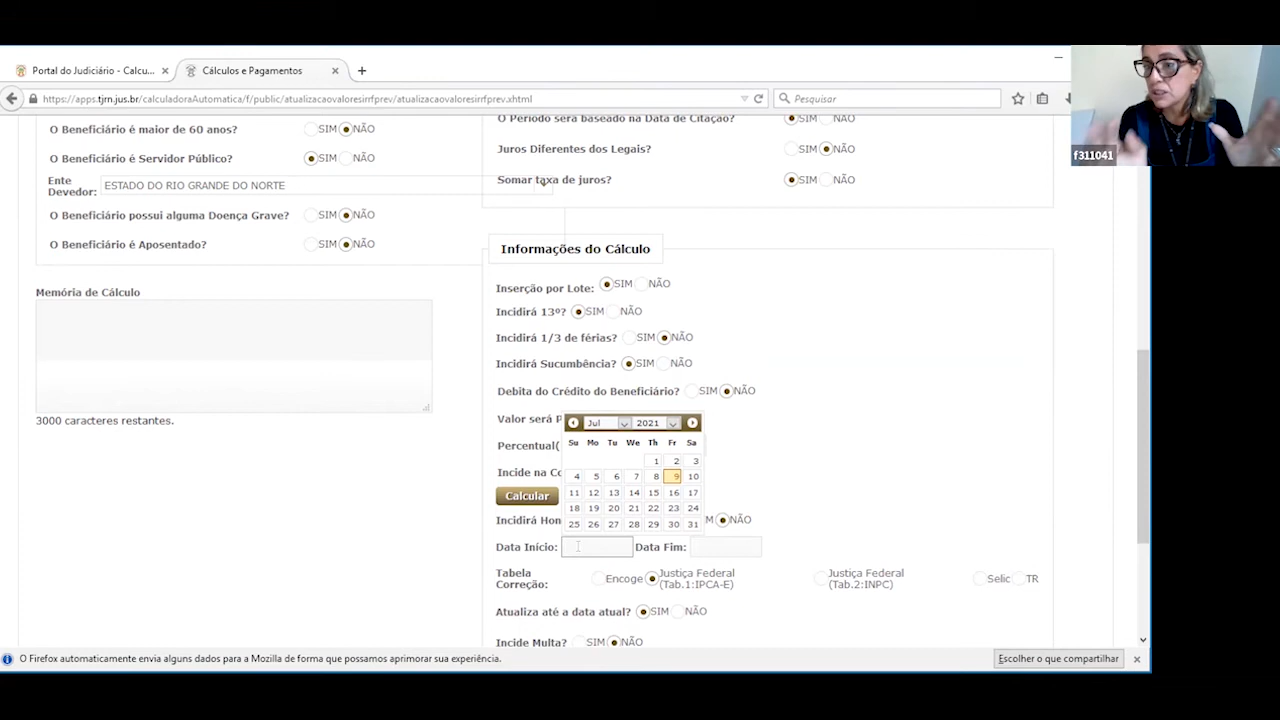 Portal do Judiciário - Calcu...
Cálculos e Pagamentos
https://apps.tjrn.jus.br/calculadoraAutomatica/f/public/atualizacaovaloresirrfprev/atualizacaovaloresirrfprev.xhtml
Pesquisar
f311041
O Beneficiário é maior de 60 anos? SIM NÃO
O Beneficiário é Servidor Público? SIM NÃO
Ente
Devedor: ESTADO DO RIO GRANDE DO NORTE
O Beneficiário possui alguma Doença Grave? SIM NÃO
O Beneficiário é Aposentado? SIM NÃO
Memória de Cálculo
3000 caracteres restantes.
O Período será baseado na Data de Citação? SIM NÃO
Juros Diferentes dos Legais? SIM NÃO
Somar taxa de juros? SIM NÃO
Informações do Cálculo
Inserção por Lote: SIM NÃO
Incidirá 13º? SIM NÃO
Incidirá 1/3 de férias? SIM NÃO
Incidirá Sucumbência? SIM NÃO
Debita do Crédito do Beneficiário? SIM NÃO
Valor será P
Percentual(
Incide na Co
Calcular
Incidirá Hon M NÃO
Jul 2021
Su Mo Tu We Th Fr Sa
1 2 3
4 5 6 7 8 9 10
11 12 13 14 15 16 17
18 19 20 21 22 23 24
25 26 27 28 29 30 31
Data Início: Data Fim:
Tabela
Correção: Encoge Justiça Federal
(Tab.1:IPCA-E)
Justiça Federal
(Tab.2:INPC)
Selic TR
Atualiza até a data atual? SIM NÃO
Incide Multa? SIM NÃO
O Firefox automaticamente envia alguns dados para a Mozilla de forma que possamos aprimorar sua experiência.
Escolher o que compartilhar